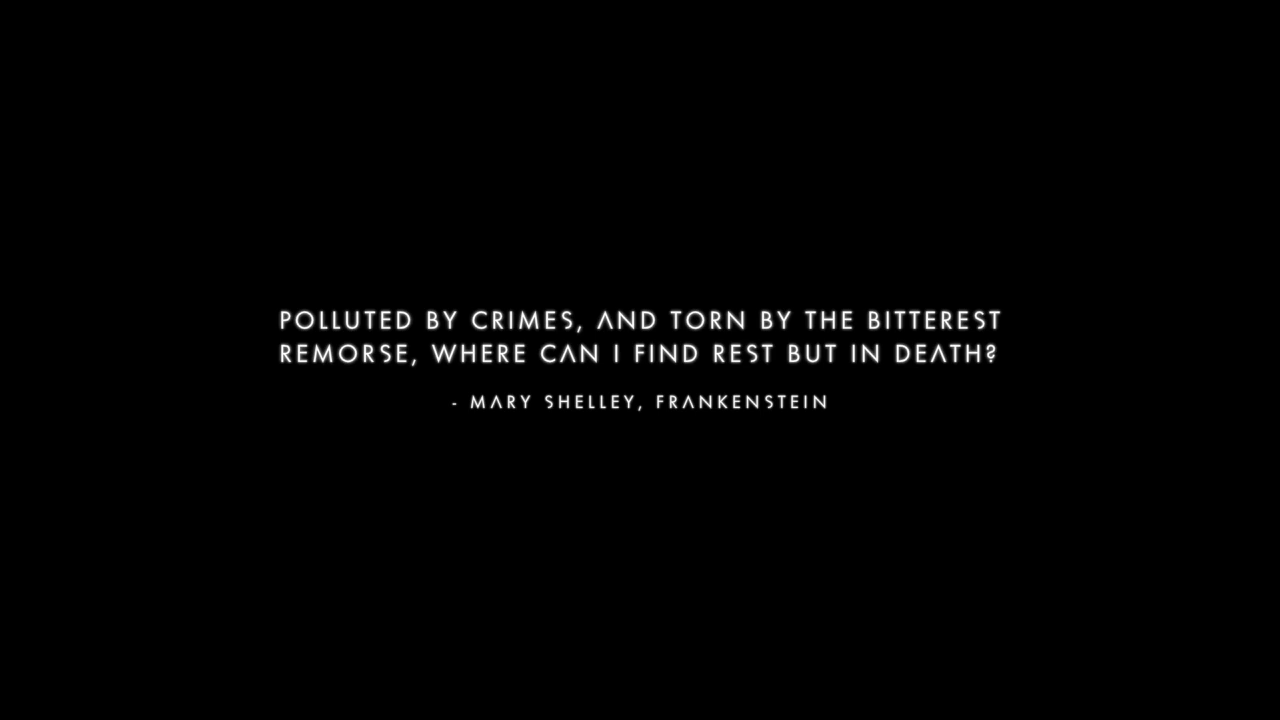 POLLUTED BY CRIMES, AND TORN BY THE BITTEREST
REMORSE, WHERE CAN I FIND REST BUT IN DEATH?
- MARY SHELLEY, FRANKENSTEIN